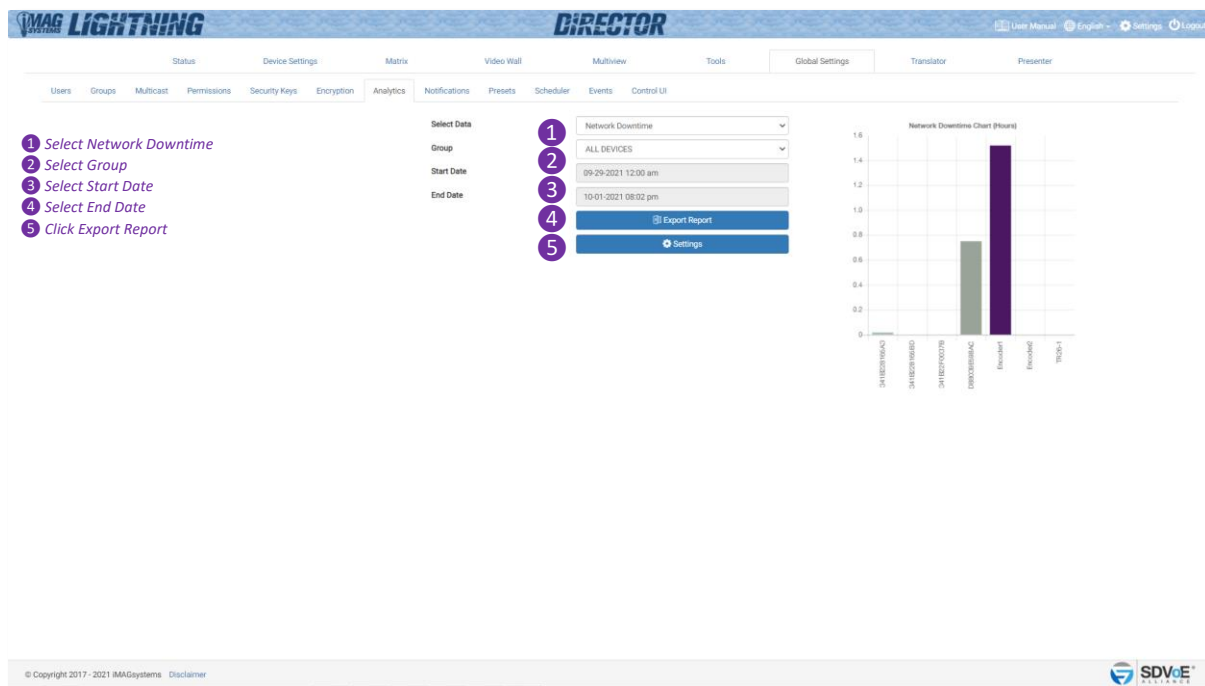 iMAG SYSTEMS LIGHTNING
DIRECTOR
User Manual English Settings Logout
Status Device Settings Matrix Video Wall Multiview Tools Global Settings Translator Presenter
Users Groups Multicast Permissions Security Keys Encryption Analytics Notifications Presets Scheduler Events Control UI
1 Select Network Downtime
2 Select Group
3 Select Start Date
4 Select End Date
5 Click Export Report
Select Data 1 Network Downtime
Group 2 ALL DEVICES
Start Date 3 09-29-2021 12:00 am
End Date 4 10-01-2021 08:02 pm
Export Report
5 Settings
Network Downtime Chart (Hours)
1.6
1.4
1.2
1.0
0.8
0.6
0.4
0.2
0
Encoder1
Encoder2
TR26-1
© Copyright 2017 - 2021 iMAGsystems Disclaimer
SDVoE
ALLIANCE